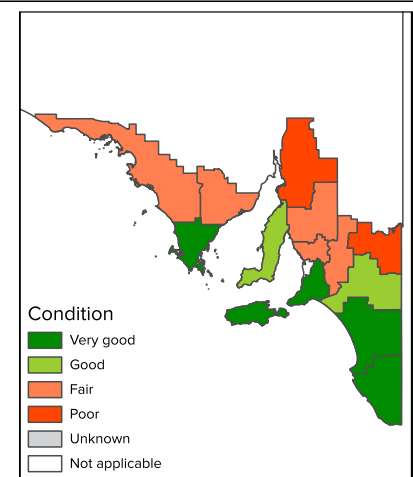 Condition
Very good
Good
Fair
Poor
Unknown
Not applicable